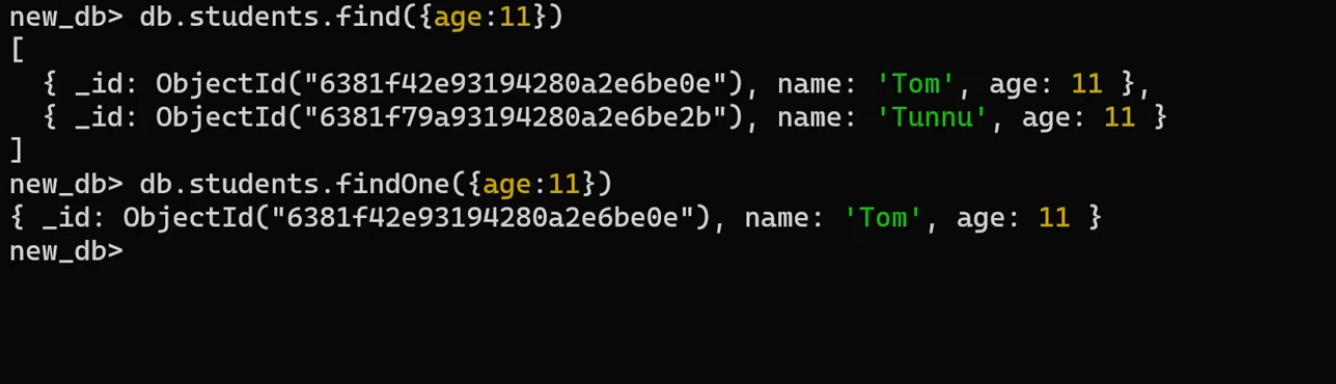 new_db> db.students.find({age:11})
[
  { _id: ObjectId("6381f42e93194280a2e6be0e"), name: 'Tom', age: 11 },
  { _id: ObjectId("6381f79a93194280a2e6be2b"), name: 'Tunnu', age: 11 }
]
new_db> db.students.findOne({age:11})
{ _id: ObjectId("6381f42e93194280a2e6be0e"), name: 'Tom', age: 11 }
new_db>